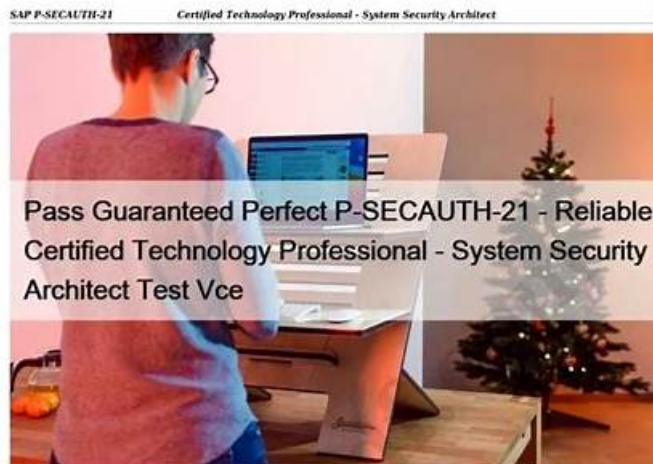 SAP P-SECAUTH-21 Certified Technology Professional - System Security Architect
Pass Guaranteed Perfect P-SECAUTH-21 - Reliable
Certified Technology Professional - System Security
Architect Test Vce